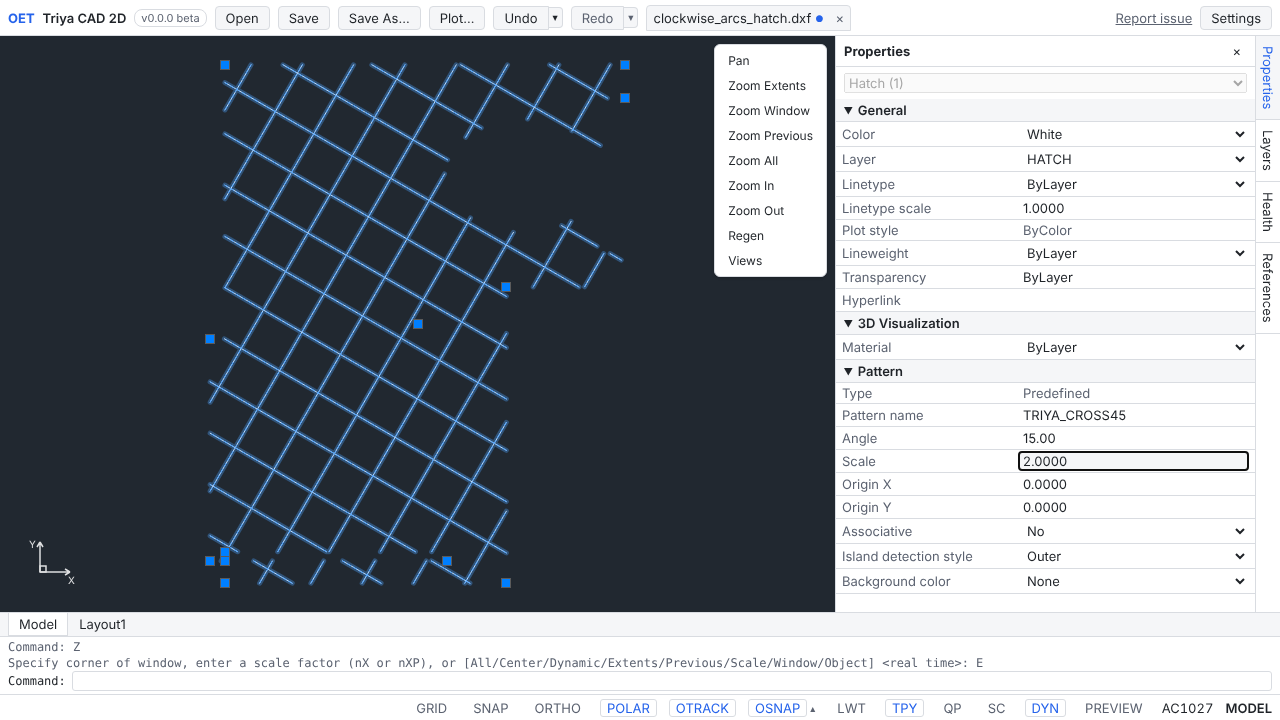 OET Triya CAD 2D v0.0.0 beta Open Save Save As... Plot... Undo ▾ Redo ▾ clockwise_arcs_hatch.dxf ● × Report issue Settings
Pan
Zoom Extents
Zoom Window
Zoom Previous
Zoom All
Zoom In
Zoom Out
Regen
Views
Y
X
Properties ×
Hatch (1)
▼ General
Color White
Layer HATCH
Linetype ByLayer
Linetype scale 1.0000
Plot style ByColor
Lineweight ByLayer
Transparency ByLayer
Hyperlink
▼ 3D Visualization
Material ByLayer
▼ Pattern
Type Predefined
Pattern name TRIYA_CROSS45
Angle 15.00
Scale 2.0000
Origin X 0.0000
Origin Y 0.0000
Associative No
Island detection style Outer
Background color None
Properties
Layers
Health
References
Model Layout1
Command: Z
Specify corner of window, enter a scale factor (nX or nXP), or [All/Center/Dynamic/Extents/Previous/Scale/Window/Object] <real time>: E
Command:
GRID SNAP ORTHO POLAR OTRACK OSNAP ▴ LWT TPY QP SC DYN PREVIEW AC1027 MODEL